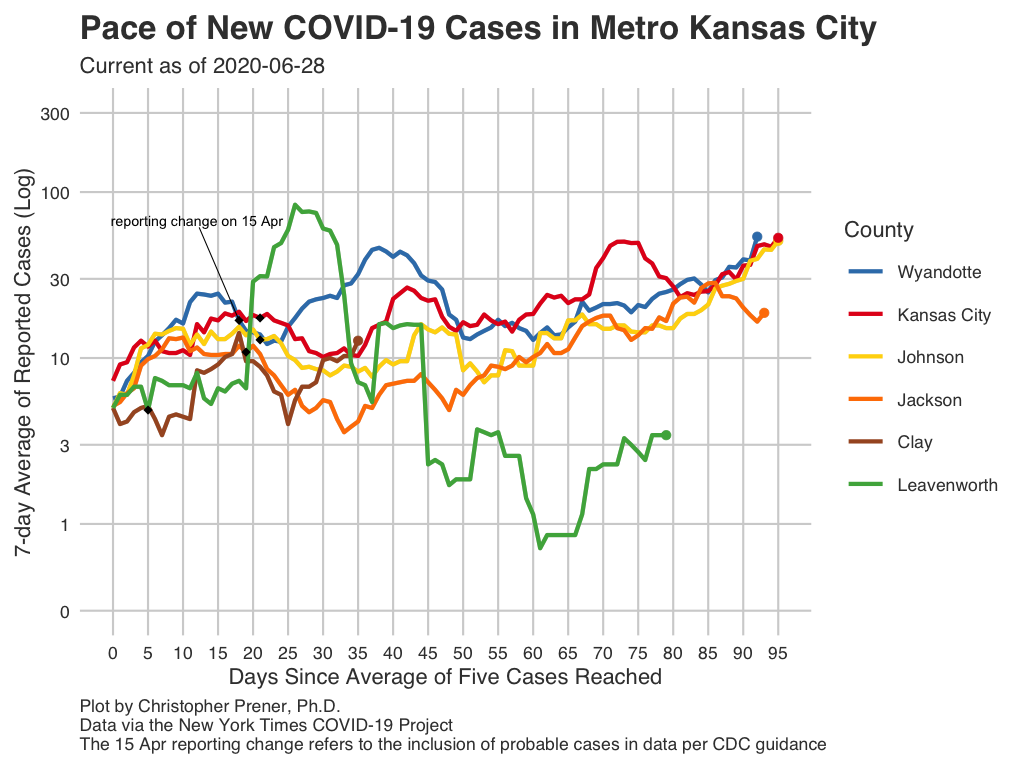 Pace of New COVID-19 Cases in Metro Kansas City
Current as of 2020-06-28
7-day Average of Reported Cases (Log)
300
100
30
10
3
1
0
reporting change on 15 Apr
0 5 10 15 20 25 30 35 40 45 50 55 60 65 70 75 80 85 90 95
Days Since Average of Five Cases Reached
County
Wyandotte
Kansas City
Johnson
Jackson
Clay
Leavenworth
Plot by Christopher Prener, Ph.D.
Data via the New York Times COVID-19 Project
The 15 Apr reporting change refers to the inclusion of probable cases in data per CDC guidance